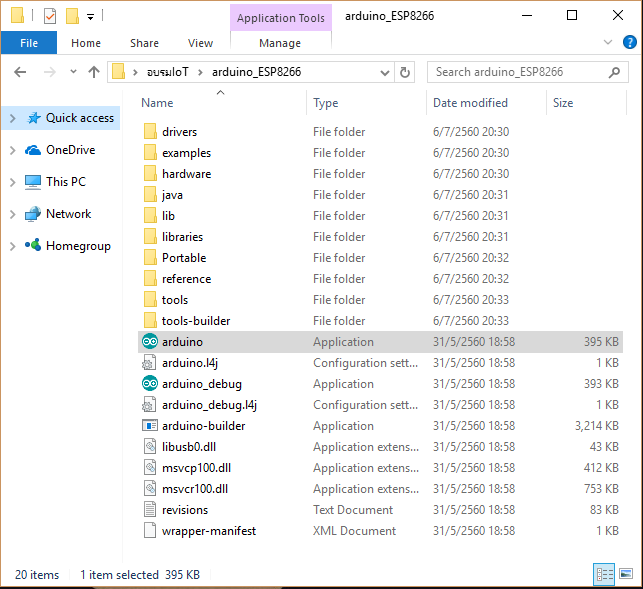 Application Tools arduino_ESP8266
File Home Share View Manage
อบรมIoT arduino_ESP8266 Search arduino_ESP8266
Name Type Date modified Size
Quick access
OneDrive
This PC
Network
Homegroup
drivers File folder 6/7/2560 20:30
examples File folder 6/7/2560 20:30
hardware File folder 6/7/2560 20:30
java File folder 6/7/2560 20:31
lib File folder 6/7/2560 20:31
libraries File folder 6/7/2560 20:31
Portable File folder 6/7/2560 20:32
reference File folder 6/7/2560 20:32
tools File folder 6/7/2560 20:33
tools-builder File folder 6/7/2560 20:33
arduino Application 31/5/2560 18:58 395 KB
arduino.l4j Configuration sett... 31/5/2560 18:58 1 KB
arduino_debug Application 31/5/2560 18:58 393 KB
arduino_debug.l4j Configuration sett... 31/5/2560 18:58 1 KB
arduino-builder Application 31/5/2560 18:58 3,214 KB
libusb0.dll Application exten... 31/5/2560 18:58 43 KB
msvcp100.dll Application exten... 31/5/2560 18:58 412 KB
msvcr100.dll Application exten... 31/5/2560 18:58 753 KB
revisions Text Document 31/5/2560 18:58 83 KB
wrapper-manifest XML Document 31/5/2560 18:58 1 KB
20 items 1 item selected 395 KB